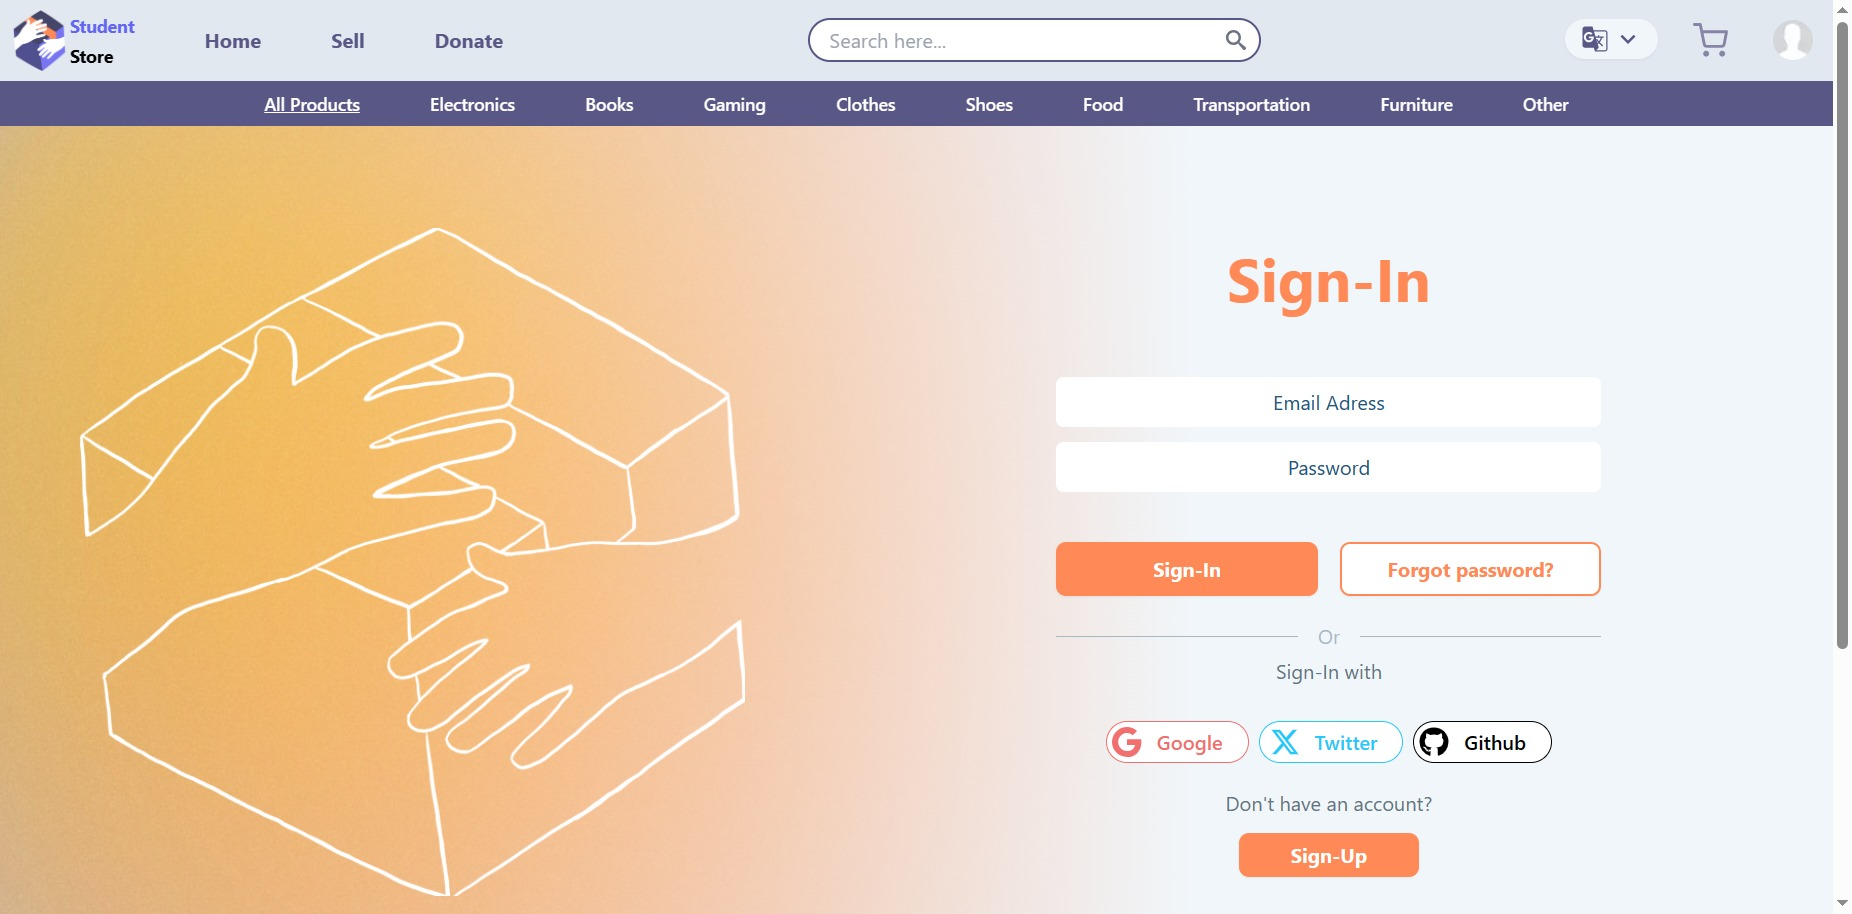 Student
Store
Home
Sell
Donate
Search here...
All Products
Electronics
Books
Gaming
Clothes
Shoes
Food
Transportation
Furniture
Other
Sign-In
Email Adress
Password
Sign-In
Forgot password?
Or
Sign-In with
Google
Twitter
Github
Don't have an account?
Sign-Up